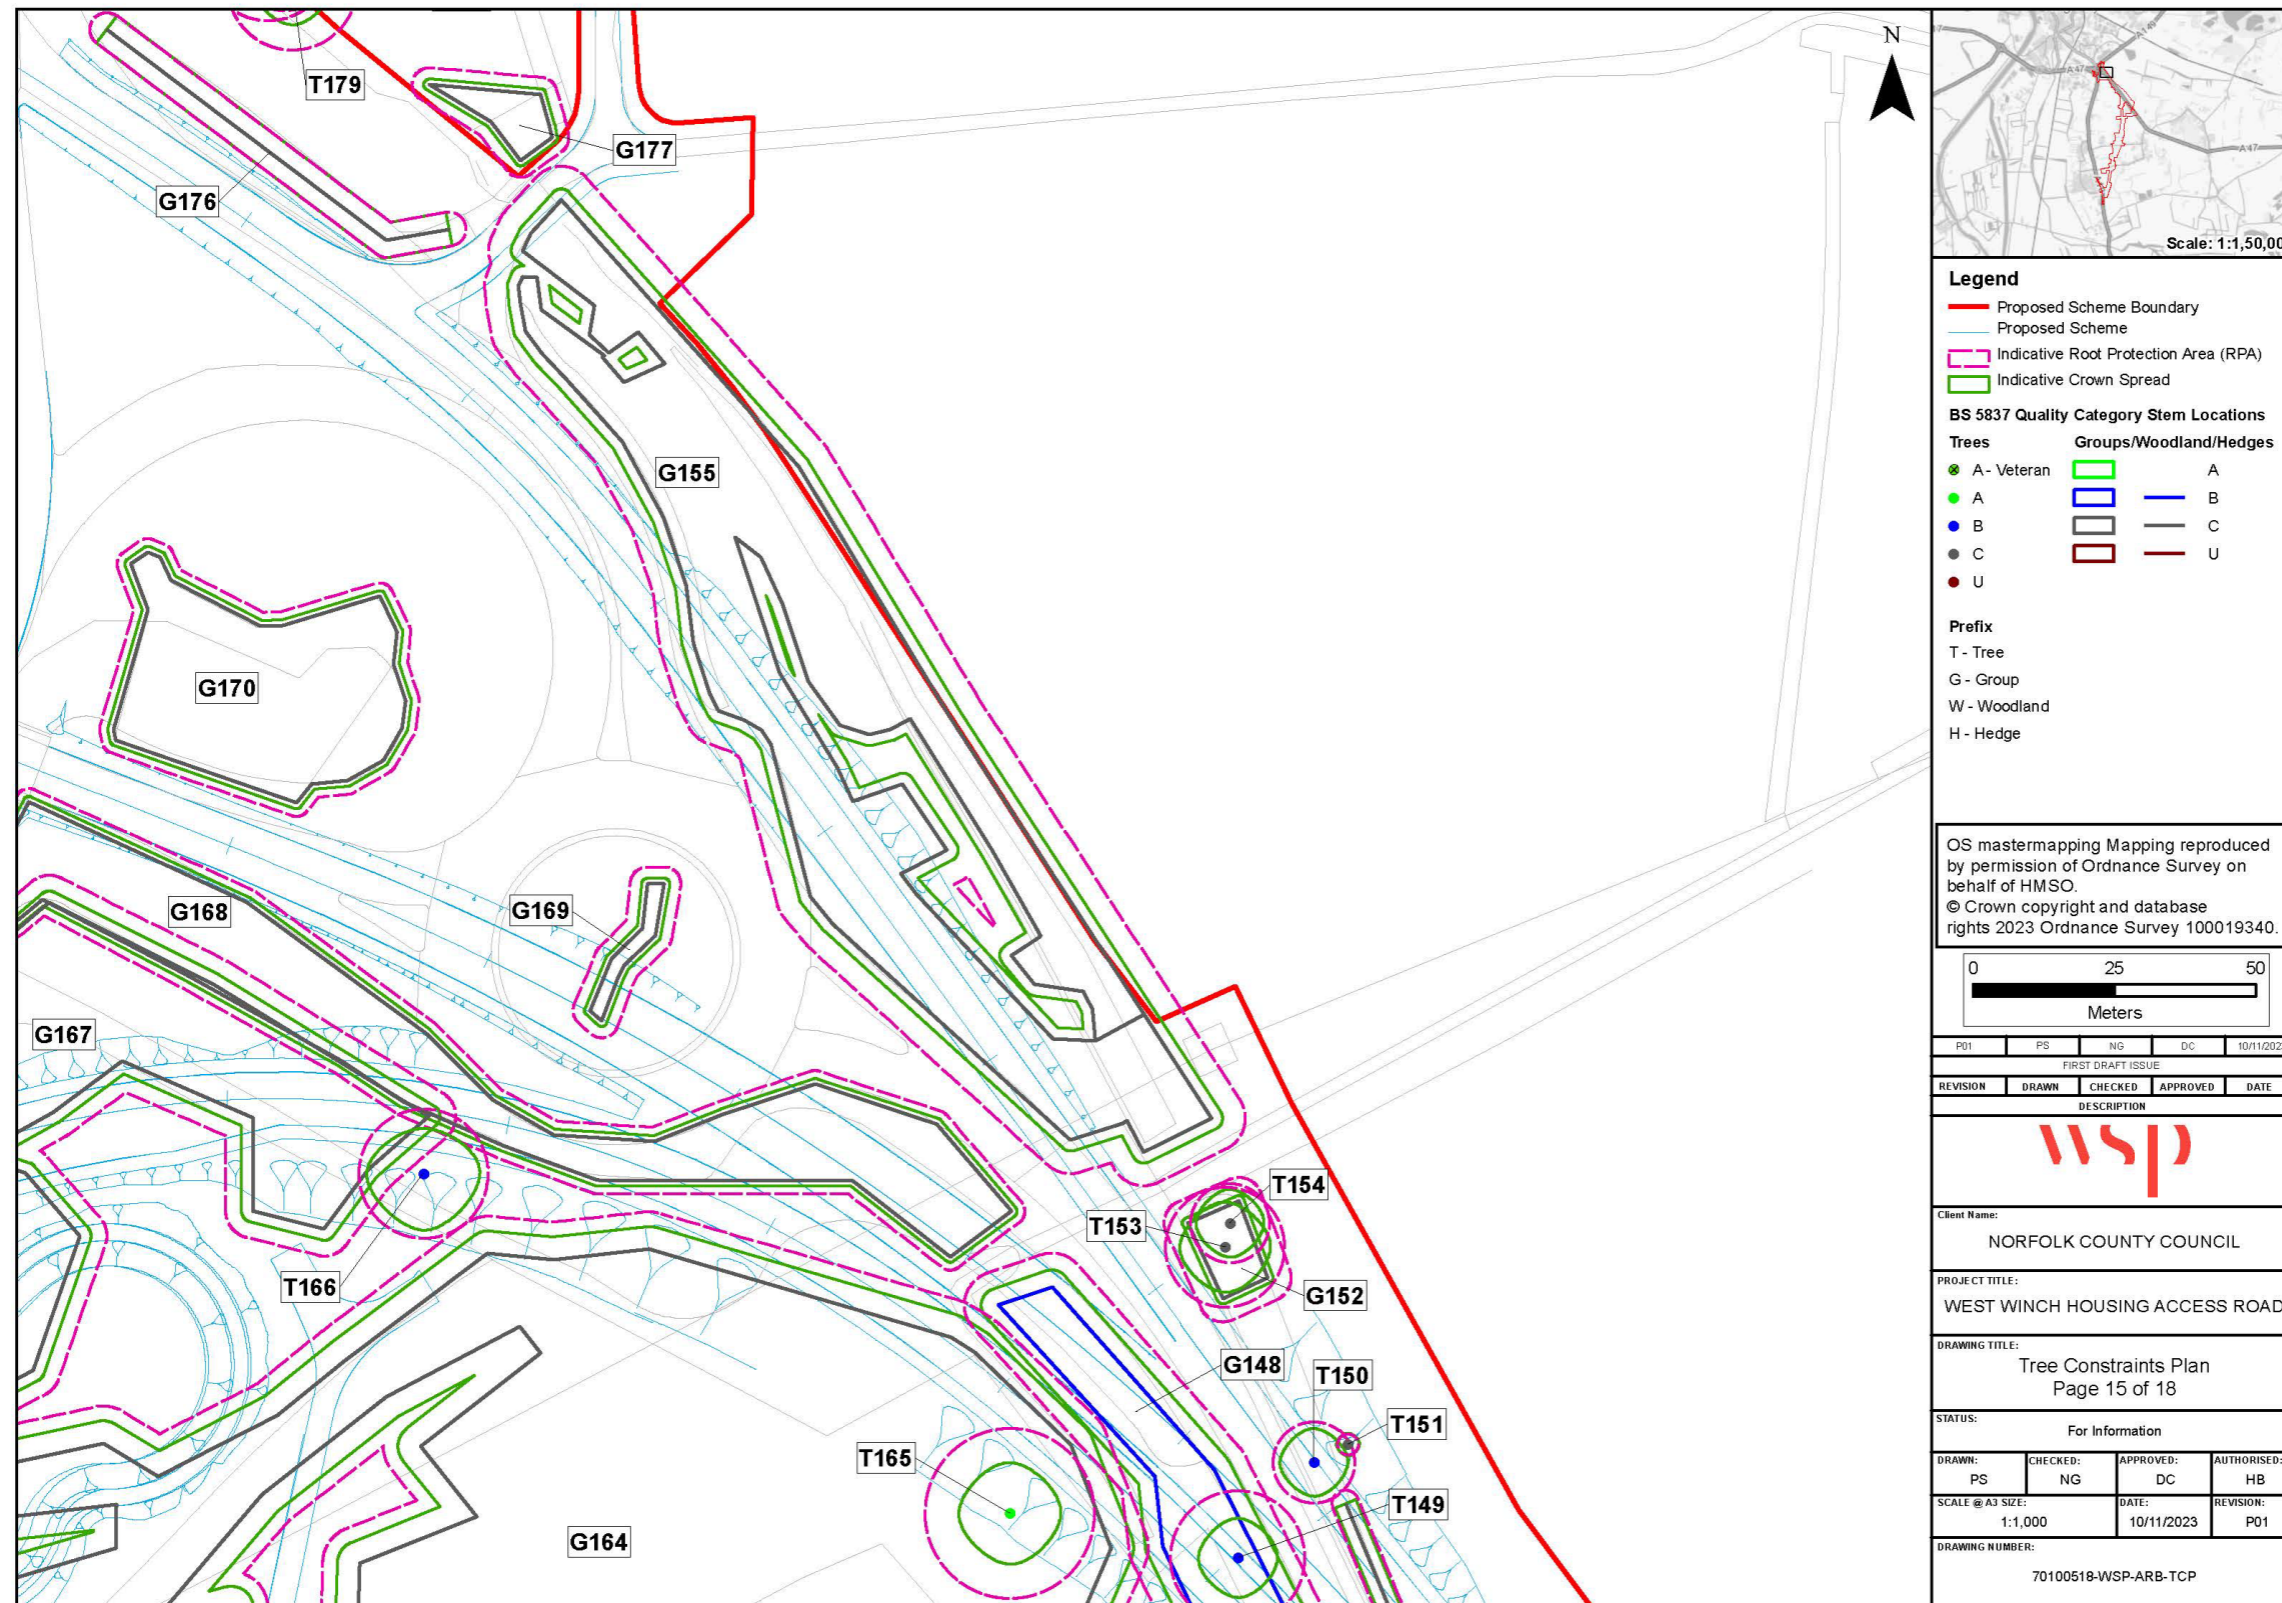 T179
G177
G176
G155
G170
G168
G169
G167
T154
T153
T166
G152
G148
T150
T151
T165
T149
G164
N
A149
A47
A47
Scale: 1:1,50,00
Legend
Proposed Scheme Boundary
Proposed Scheme
Indicative Root Protection Area (RPA)
Indicative Crown Spread
BS 5837 Quality Category Stem Locations
Trees Groups/Woodland/Hedges
A - Veteran A
A B
B C
C U
U
Prefix
T - Tree
G - Group
W - Woodland
H - Hedge
OS mastermapping Mapping reproduced
by permission of Ordnance Survey on
behalf of HMSO.
© Crown copyright and database
rights 2023 Ordnance Survey 100019340.
0 25 50
Meters
P01 PS NG DC 10/11/202
FIRST DRAFT ISSUE
REVISION DRAWN CHECKED APPROVED DATE
DESCRIPTION
wsp
Client Name:
NORFOLK COUNTY COUNCIL
PROJECT TITLE:
WEST WINCH HOUSING ACCESS ROAD
DRAWING TITLE:
Tree Constraints Plan
Page 15 of 18
STATUS:
For Information
DRAWN: CHECKED: APPROVED: AUTHORISED:
PS NG DC HB
SCALE @ A3 SIZE: DATE: REVISION:
1:1,000 10/11/2023 P01
DRAWING NUMBER:
70100518-WSP-ARB-TCP